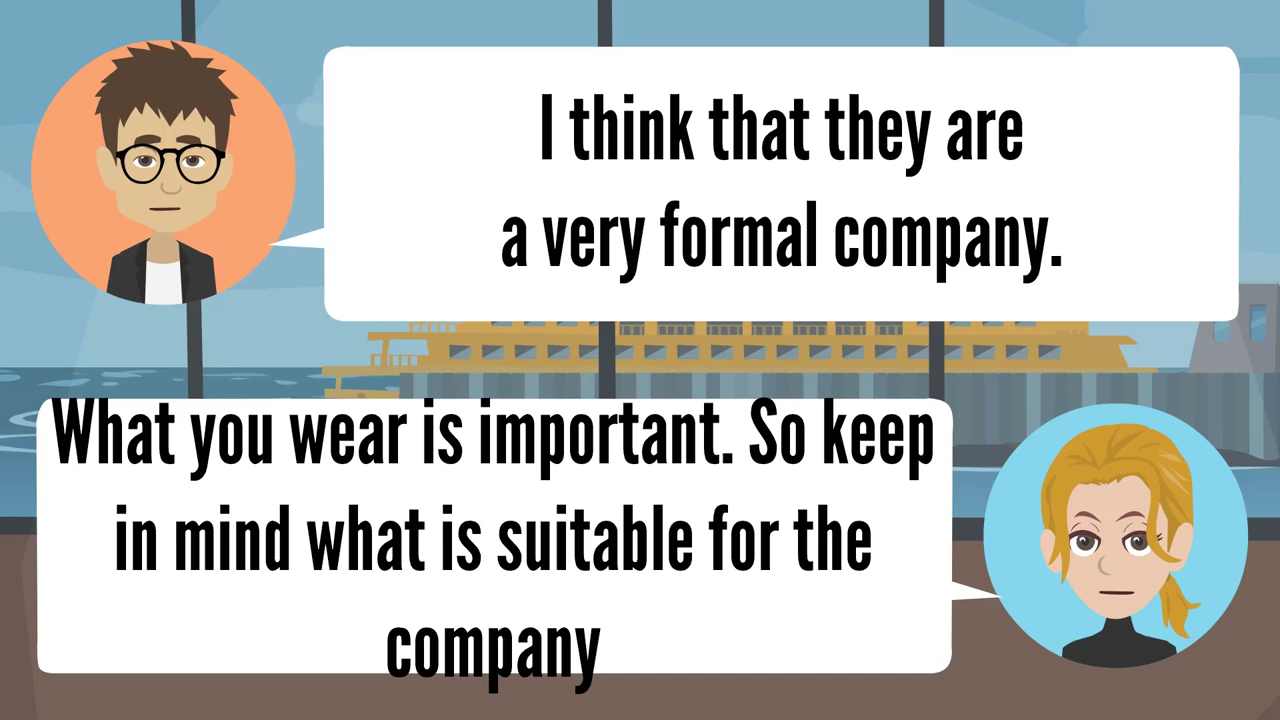 I think that they are
a very formal company.
What you wear is important. So keep
in mind what is suitable for the
company